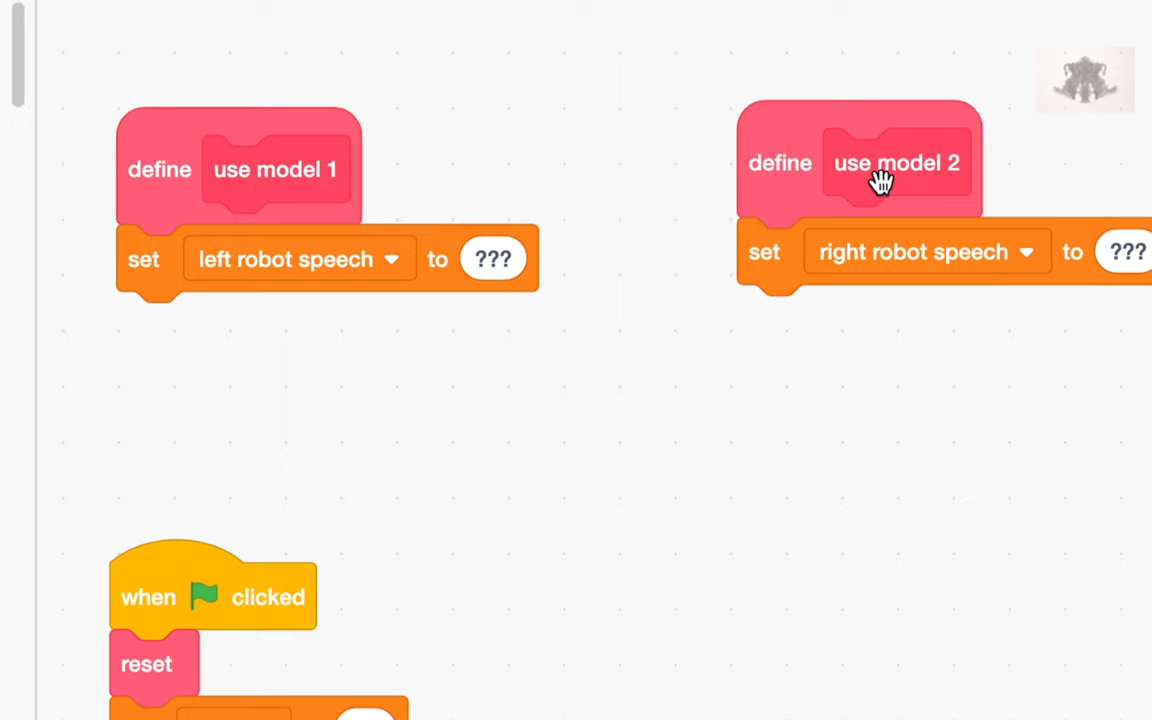 define use model 1
set left robot speech to ???
define use model 2
set right robot speech to ???
when clicked
reset